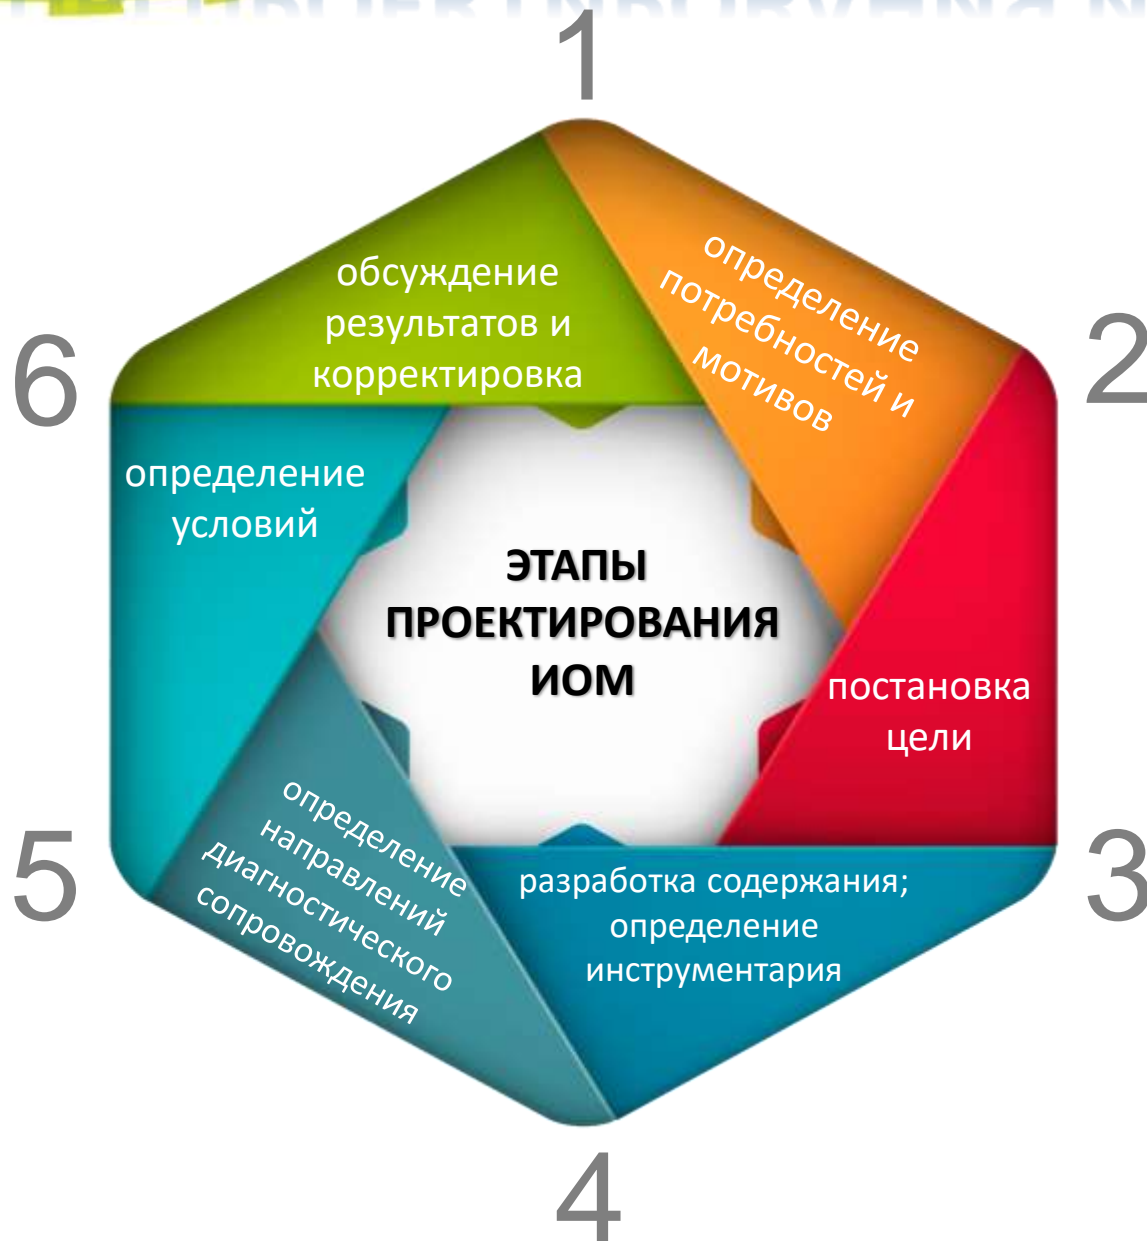 1
определение
потребностей и
мотивов
2
постановка
цели
3
разработка содержания;
определение
инструментария
4
определение
направлений
диагностического
сопровождения
5
определение
условий
6
обсуждение
результатов и
корректировка
ЭТАПЫ
ПРОЕКТИРОВАНИЯ
ИОМ